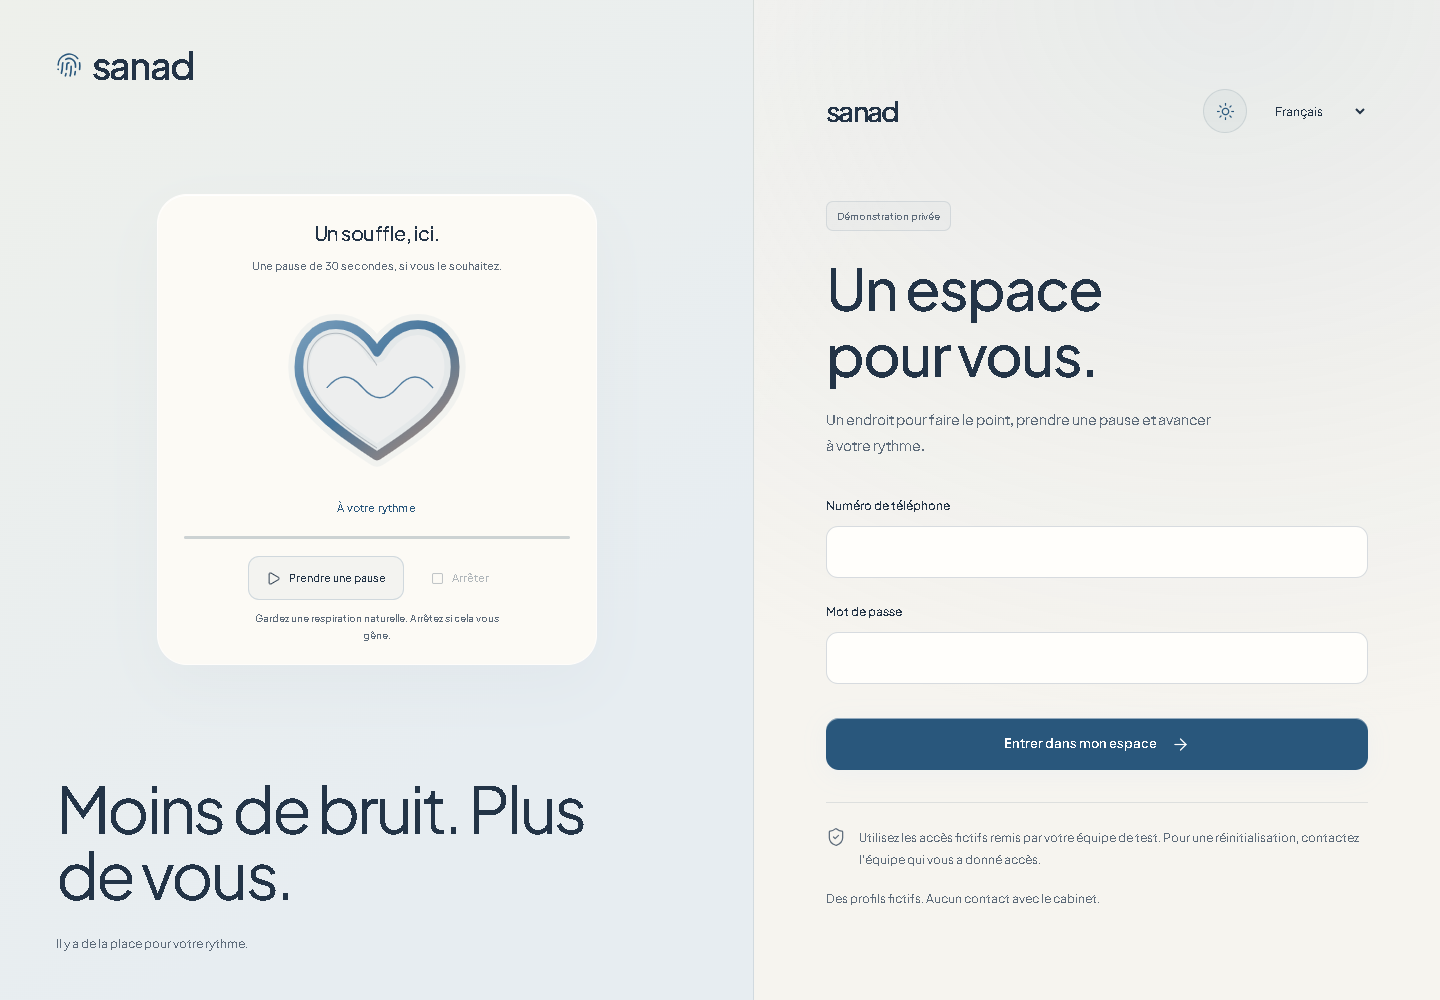 sanad
Un souffle, ici.
Une pause de 30 secondes, si vous le souhaitez.
À votre rythme
Prendre une pause
Arrêter
Gardez une respiration naturelle. Arrêtez si cela vous
gêne.
Moins de bruit. Plus
de vous.
Il y a de la place pour votre rythme.
sanad
Français
Démonstration privée
Un espace
pour vous.
Un endroit pour faire le point, prendre une pause et avancer
à votre rythme.
Numéro de téléphone
Mot de passe
Entrer dans mon espace
Utilisez les accès fictifs remis par votre équipe de test. Pour une réinitialisation, contactez
l'équipe qui vous a donné accès.
Des profils fictifs. Aucun contact avec le cabinet.